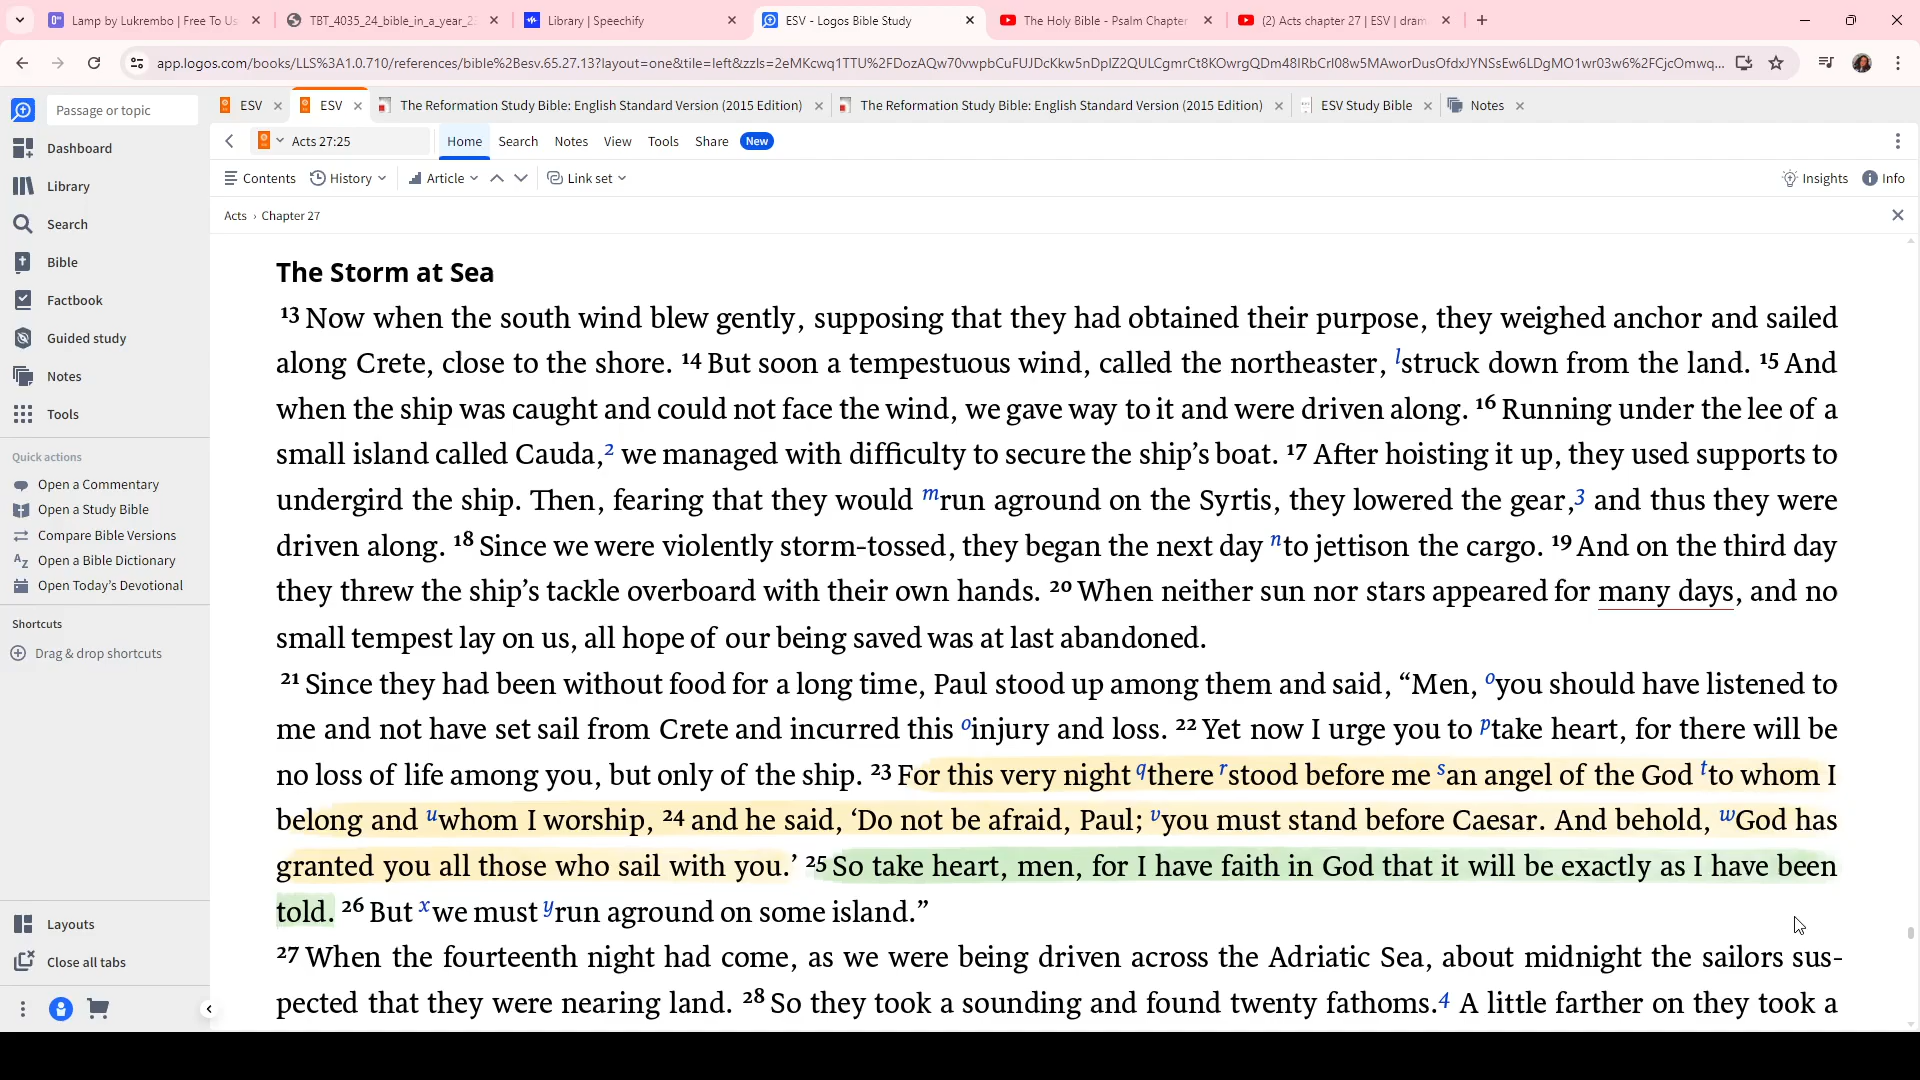 Lamp by Lukrembo | Free To Us
TBT_4035_24_bible_in_a_year_2
Library | Speechify
ESV - Logos Bible Study
The Holy Bible - Psalm Chapter
(2) Acts chapter 27 | ESV | dram
app.logos.com/books/LLS%3A1.0.710/references/bible%2Besv.65.27.13?layout=one&tile=left&zzls=2eMKcwq1TTU%2FDozAQw70vwpbCuFUJDcKkw5nDplZ2QULCgmrCt8KOwrgQDm48IRbCrl08w5MAworDusOfdxJYNSsEw6LDgMO1wr03w6%2FCjcOmwq...
ESV
ESV
The Reformation Study Bible: English Standard Version (2015 Edition)
The Reformation Study Bible: English Standard Version (2015 Edition)
ESV Study Bible
Notes
Passage or topic
Acts 27:25
Home
Search
Notes
View
Tools
Share
New
Contents
History
Article
Link set
Insights
Info
Acts › Chapter 27
Dashboard
Library
Search
Bible
Factbook
Guided study
Notes
Tools
Quick actions
Open a Commentary
Open a Study Bible
Compare Bible Versions
Open a Bible Dictionary
Open Today's Devotional
Shortcuts
Drag & drop shortcuts
Layouts
Close all tabs
The Storm at Sea
13 Now when the south wind blew gently, supposing that they had obtained their purpose, they weighed anchor and sailed
along Crete, close to the shore. 14 But soon a tempestuous wind, called the northeaster, l struck down from the land. 15 And
when the ship was caught and could not face the wind, we gave way to it and were driven along. 16 Running under the lee of a
small island called Cauda,2 we managed with difficulty to secure the ship’s boat. 17 After hoisting it up, they used supports to
undergird the ship. Then, fearing that they would m run aground on the Syrtis, they lowered the gear,3 and thus they were
driven along. 18 Since we were violently storm-tossed, they began the next day n to jettison the cargo. 19 And on the third day
they threw the ship’s tackle overboard with their own hands. 20 When neither sun nor stars appeared for many days, and no
small tempest lay on us, all hope of our being saved was at last abandoned.
21 Since they had been without food for a long time, Paul stood up among them and said, “Men, o you should have listened to
me and not have set sail from Crete and incurred this o injury and loss. 22 Yet now I urge you to p take heart, for there will be
no loss of life among you, but only of the ship. 23 For this very night q there r stood before me s an angel of the God t to whom I
belong and u whom I worship, 24 and he said, ‘Do not be afraid, Paul; v you must stand before Caesar. And behold, w God has
granted you all those who sail with you.’ 25 So take heart, men, for I have faith in God that it will be exactly as I have been
told. 26 But x we must y run aground on some island.”
27 When the fourteenth night had come, as we were being driven across the Adriatic Sea, about midnight the sailors sus-
pected that they were nearing land. 28 So they took a sounding and found twenty fathoms.4 A little farther on they took a